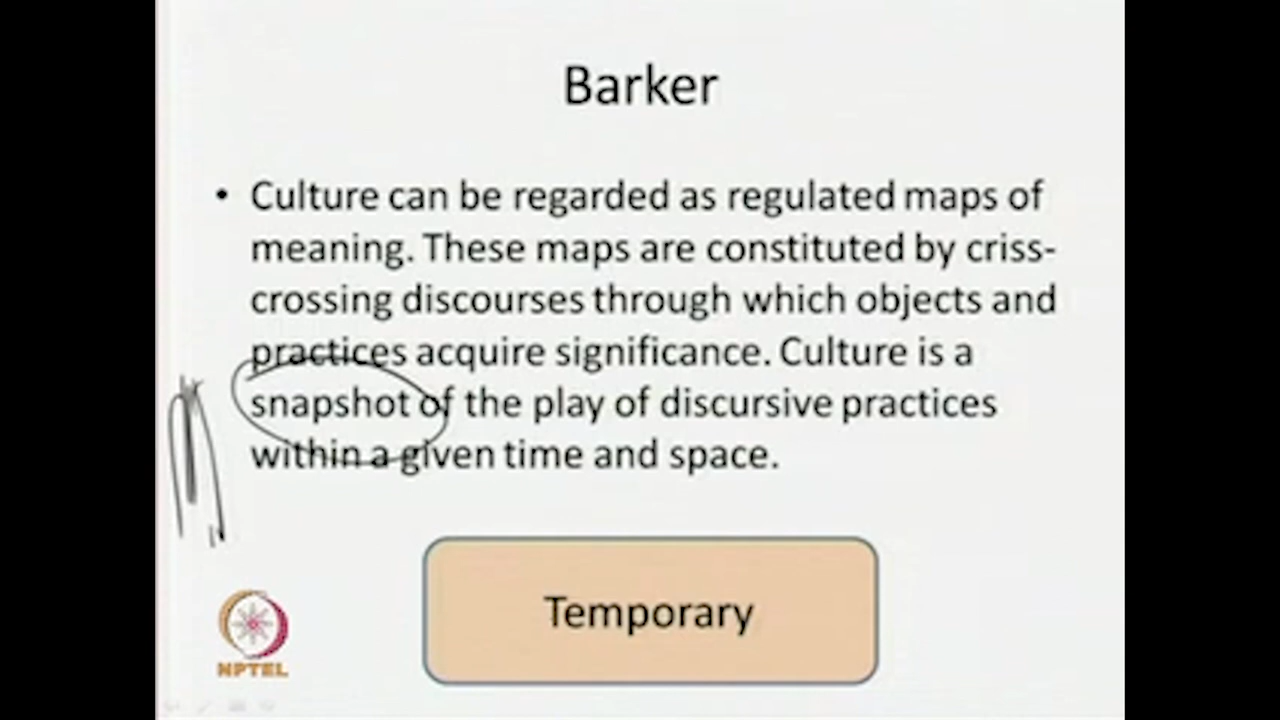 Barker
• Culture can be regarded as regulated maps of
meaning. These maps are constituted by criss-
crossing discourses through which objects and
practices acquire significance. Culture is a
snapshot of the play of discursive practices
within a given time and space.
Temporary
NPTEL